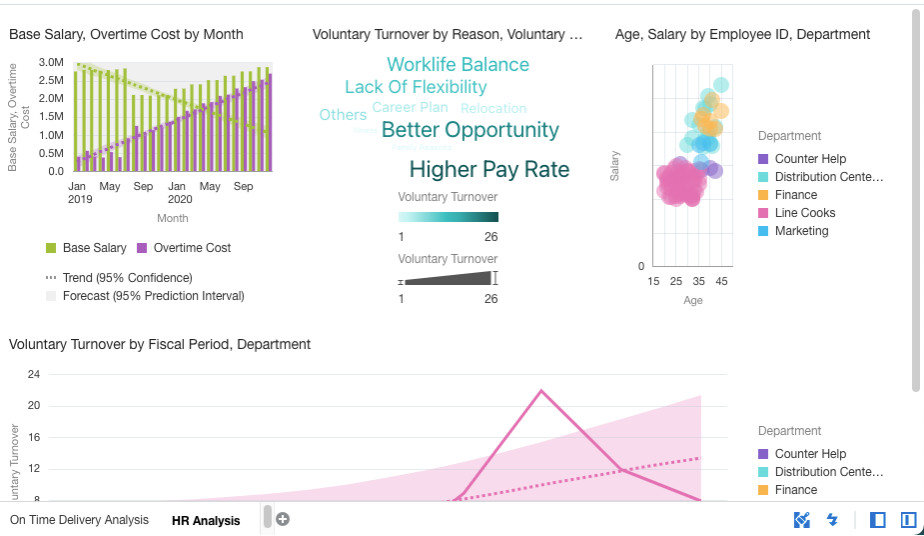 Base Salary, Overtime Cost by Month
Voluntary Turnover by Reason, Voluntary ...
Age, Salary by Employee ID, Department
Base Salary, Overtime
Cost
3.0M
2.5M
2.0M
1.5M
1.0M
0.5M
0.0
Jan May Sep Jan May Sep
2019 2020
Month
Base Salary Overtime Cost
Trend (95% Confidence)
Forecast (95% Prediction Interval)
Worklife Balance
Lack Of Flexibility
Others Career Plan Relocation
Better Opportunity
Higher Pay Rate
Voluntary Turnover
1 26
Voluntary Turnover
1 26
Salary
0
15 25 35 45
Age
Department
Counter Help
Distribution Cente...
Finance
Line Cooks
Marketing
Voluntary Turnover by Fiscal Period, Department
untary Turnover
24
20
16
12
8
Department
Counter Help
Distribution Cente...
Finance
On Time Delivery Analysis HR Analysis